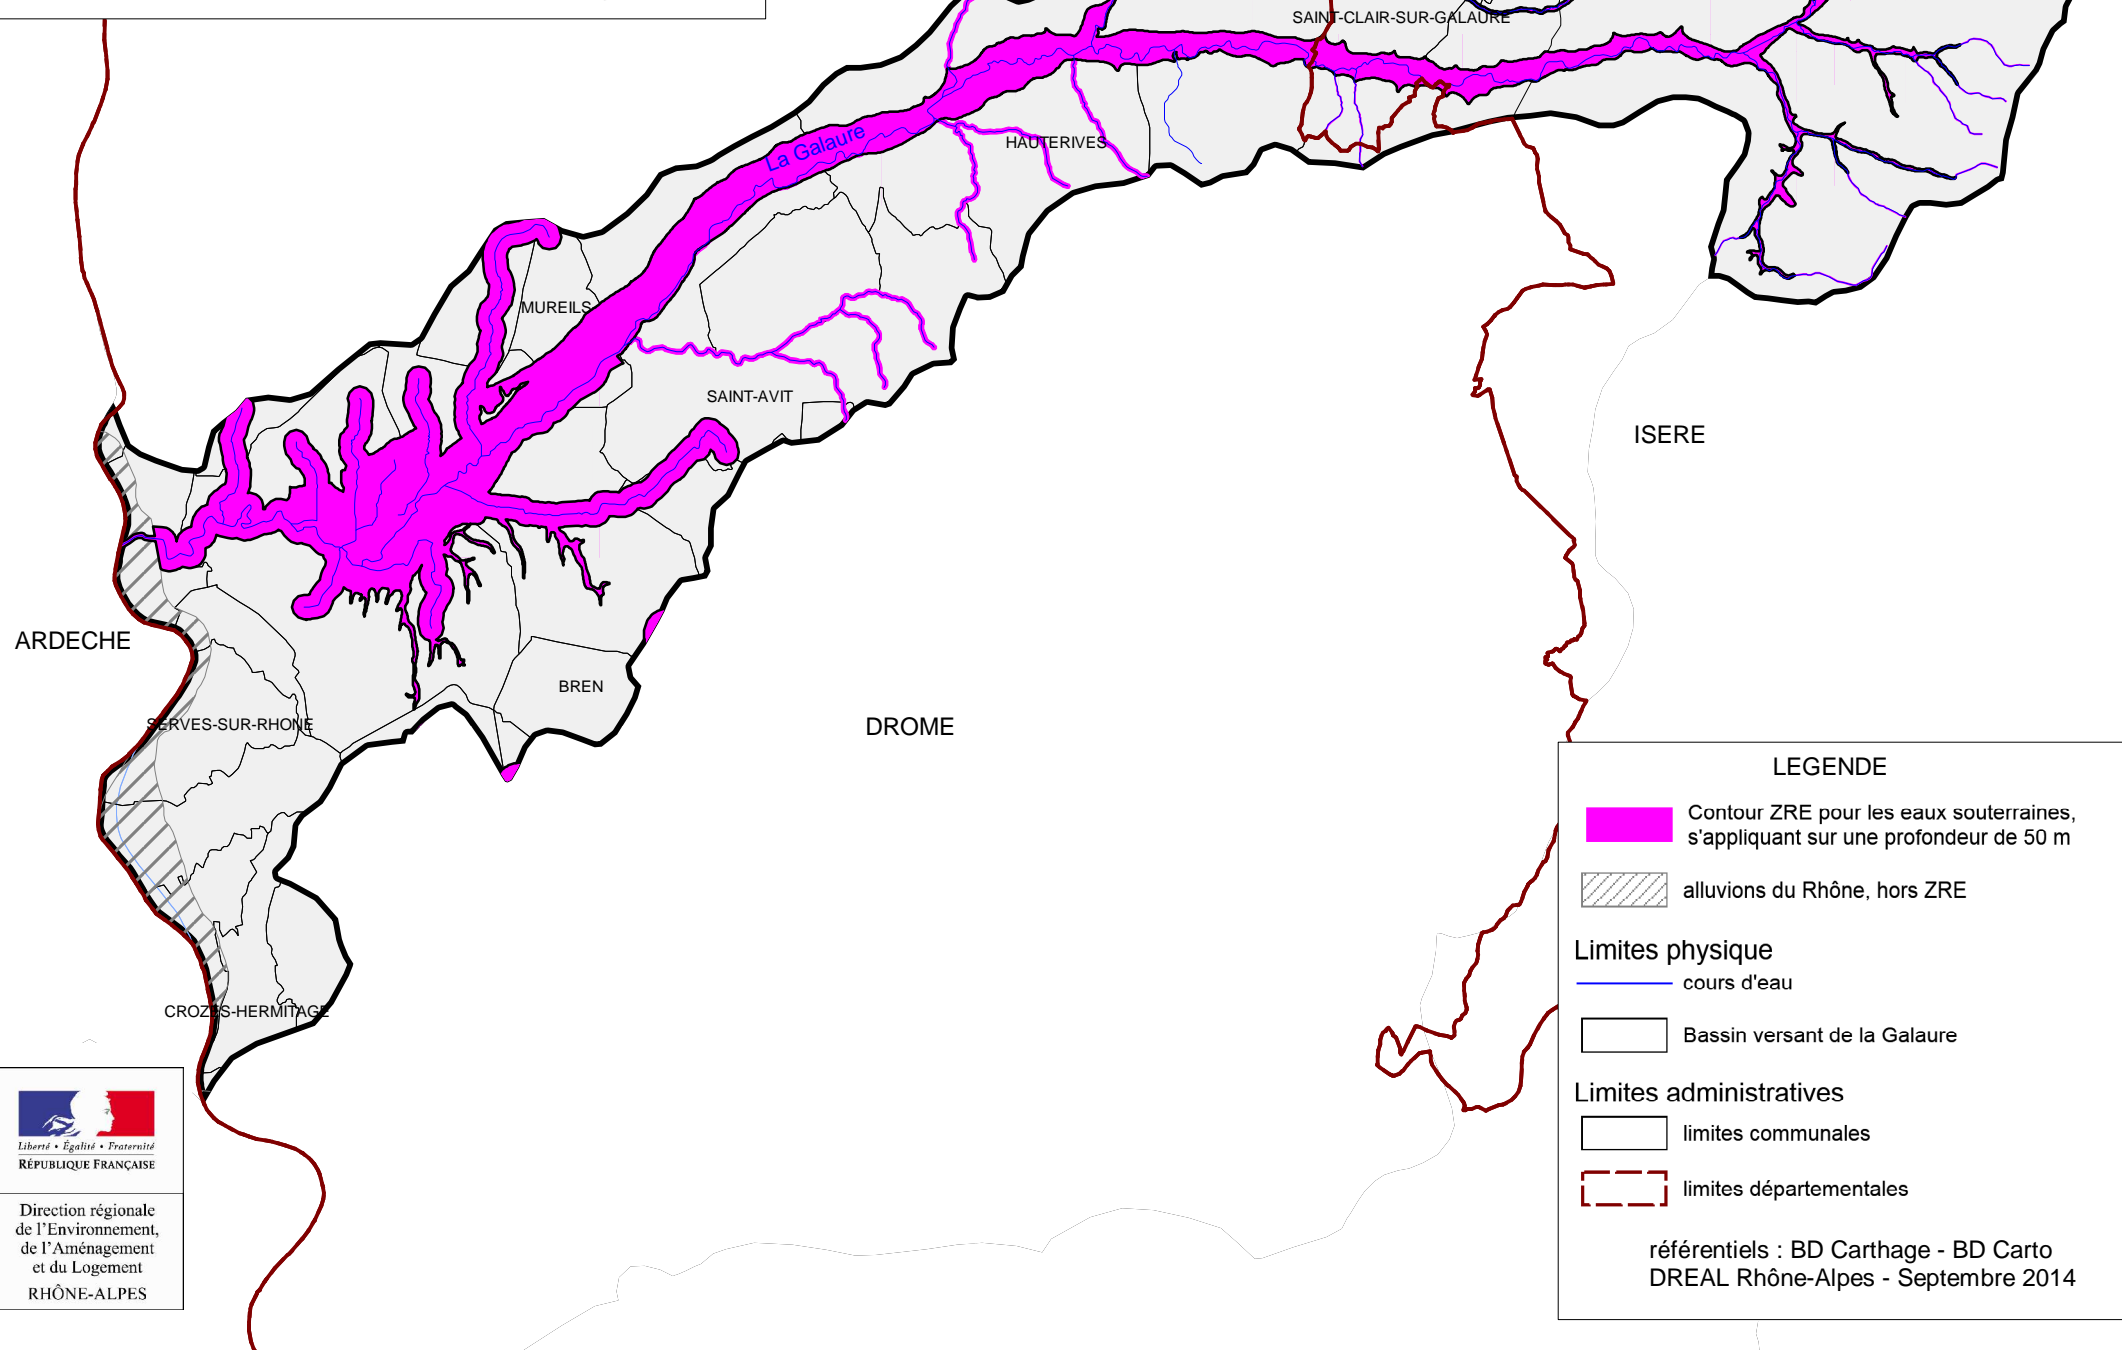 SAINT-CLAIR-SUR-GALAURE
La Galaure
HAUTERIVES
MUREILS
SAINT-AVIT
ISERE
ARDECHE
BREN
SERVES-SUR-RHONE
DROME
CROZES-HERMITAGE
LEGENDE
Contour ZRE pour les eaux souterraines,
s'appliquant sur une profondeur de 50 m
alluvions du Rhône, hors ZRE
Limites physique
cours d'eau
Bassin versant de la Galaure
Limites administratives
limites communales
limites départementales
référentiels : BD Carthage - BD Carto
DREAL Rhône-Alpes - Septembre 2014
Liberté • Égalité • Fraternité
RÉPUBLIQUE FRANÇAISE
Direction régionale
de l'Environnement,
de l'Aménagement
et du Logement
RHÔNE-ALPES